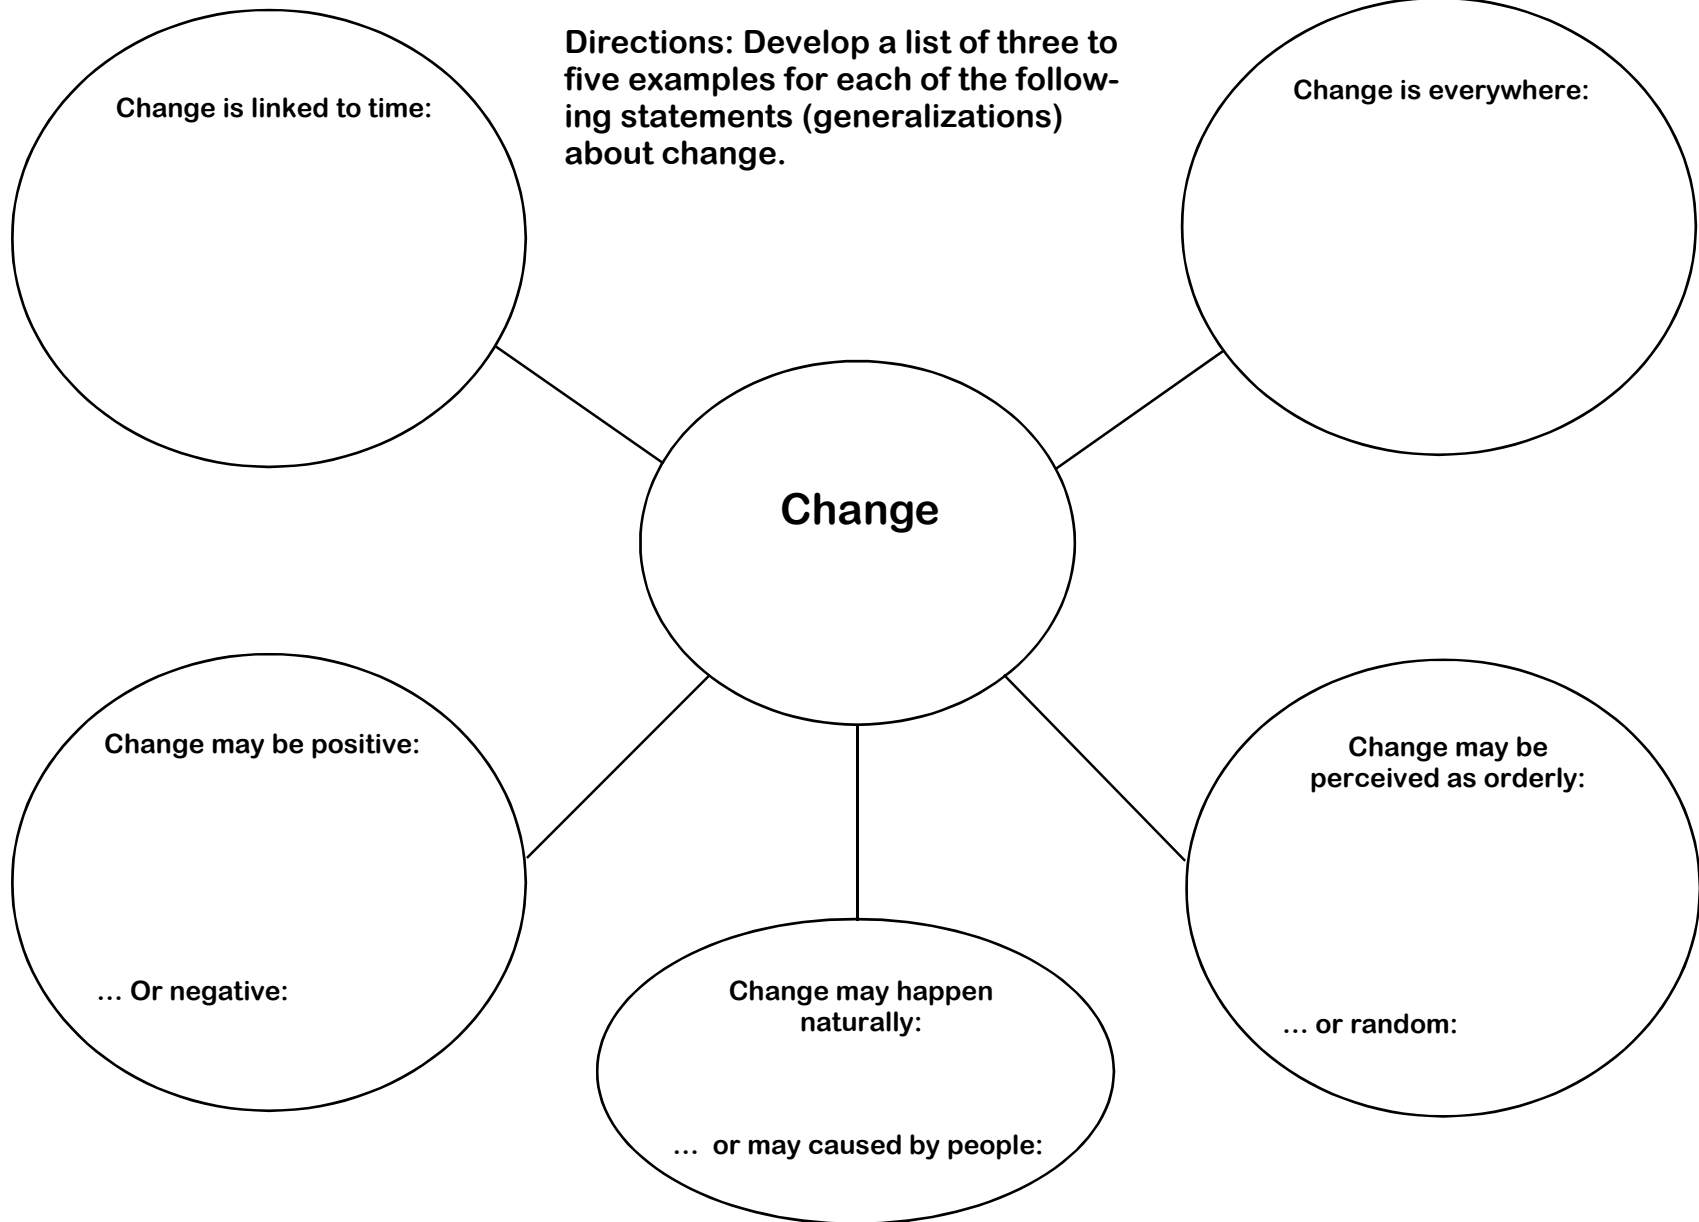 Directions: Develop a list of three to
five examples for each of the follow-
ing statements (generalizations)
about change.
Change is linked to time:
Change is everywhere:
Change
Change may be positive:
... Or negative:
Change may happen
naturally:
...  or may caused by people:
Change may be
perceived as orderly:
... or random: